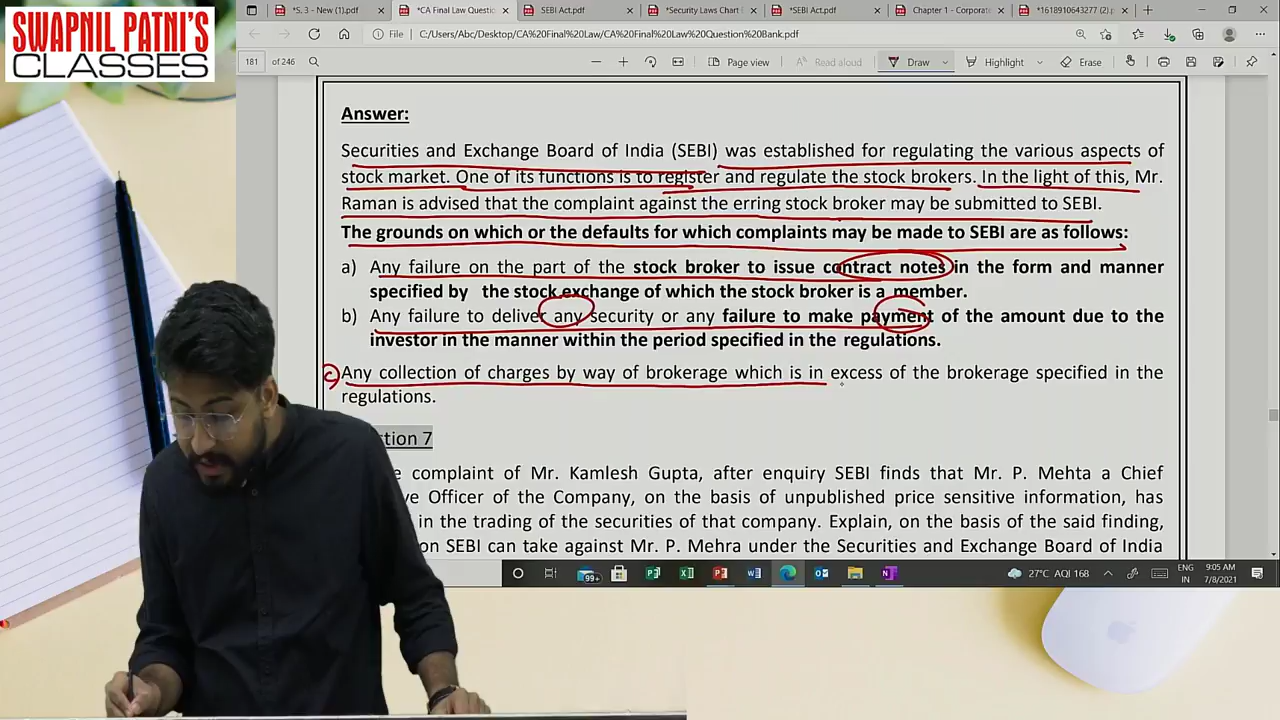 SWAPNIL PATNI'S
CLASSES
*S. 3 - New (1).pdf
*CA Final Law Questio
SEBI Act.pdf
*Security Laws Chart
*SEBI Act.pdf
Chapter 1 - Corporat
*1618910643277 (2).p
File
C:/Users/Abc/Desktop/CA%20Final%20Law/CA%20Final%20Law%20Question%20Bank.pdf
181 of 246
Page view
Read aloud
Draw
Highlight
Erase
Answer:
Securities and Exchange Board of India (SEBI) was established for regulating the various aspects of
stock market. One of its functions is to register and regulate the stock brokers. In the light of this, Mr.
Raman is advised that the complaint against the erring stock broker may be submitted to SEBI.
The grounds on which or the defaults for which complaints may be made to SEBI are as follows:
a) Any failure on the part of the stock broker to issue contract notes in the form and manner
specified by the stock exchange of which the stock broker is a member.
b) Any failure to deliver any security or any failure to make payment of the amount due to the
investor in the manner within the period specified in the regulations.
c Any collection of charges by way of brokerage which is in excess of the brokerage specified in the
regulations.
ction 7
complaint of Mr. Kamlesh Gupta, after enquiry SEBI finds that Mr. P. Mehta a Chief
ve Officer of the Company, on the basis of unpublished price sensitive information, has
in the trading of the securities of that company. Explain, on the basis of the said finding,
on SEBI can take against Mr. P. Mehra under the Securities and Exchange Board of India
99+
27°C AQI 168
ENG
IN
9:05 AM
7/8/2021